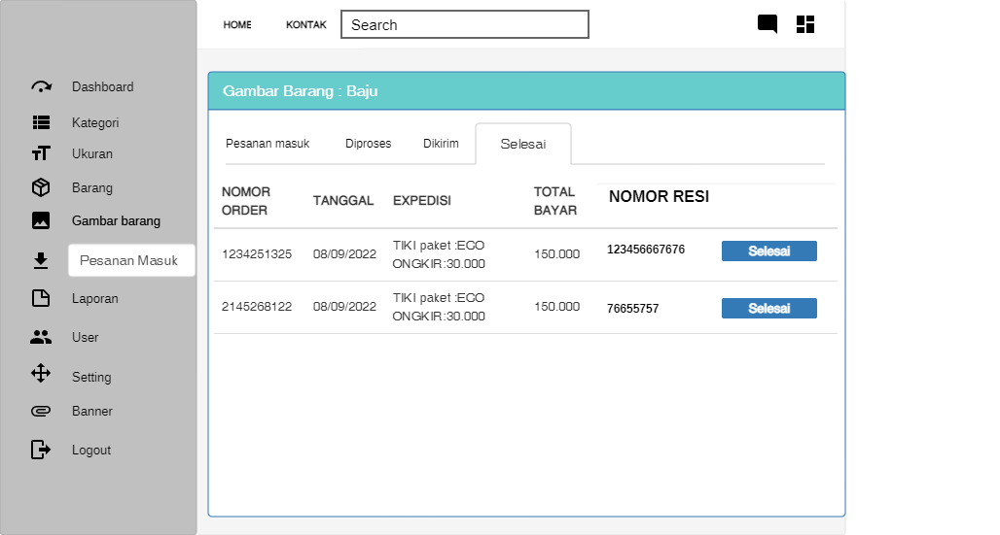 HOME KONTAK Search
Dashboard
Kategori
Ukuran
Barang
Gambar barang
Pesanan Masuk
Laporan
User
Setting
Banner
Logout
Gambar Barang : Baju
Pesanan masuk Diproses Dikirim Selesai
NOMOR ORDER TANGGAL EXPEDISI TOTAL BAYAR NOMOR RESI
1234251325 08/09/2022 TIKI paket :ECO 150.000 123456667676 Selesai
ONGKIR:30.000
2145268122 08/09/2022 TIKI paket :ECO 150.000 76655757 Selesai
ONGKIR:30.000